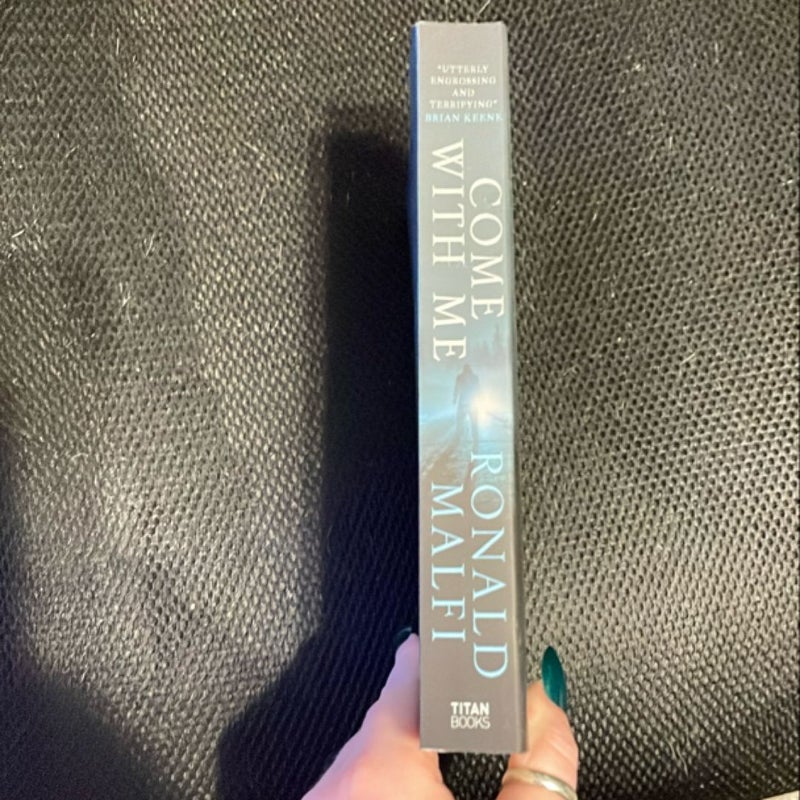 "UTTERLY
ENGROSSING
AND
TERRIFYING"
BRIAN KEENE
COME
WITH ME
RONALD
MALFI
TITAN
BOOKS